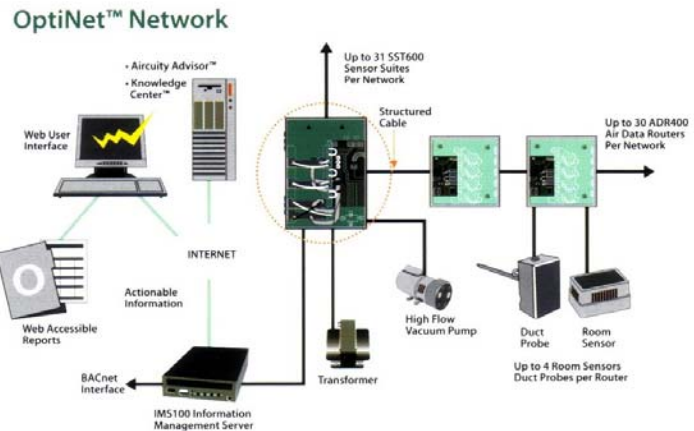 OptiNet™ Network
• Aircuity Advisor™
• Knowledge
Center™
Up to 31 SST600
Sensor Suites
Per Network
Structured
Cable
Up to 30 ADR400
Air Data Routers
Per Network
Web User
Interface
INTERNET
Actionable
Information
Web Accessible
Reports
High Flow
Vacuum Pump
Duct
Probe
Room
Sensor
Up to 4 Room Sensors
Duct Probes per Router
Transformer
BACnet
Interface
IMS100 Information
Management Server